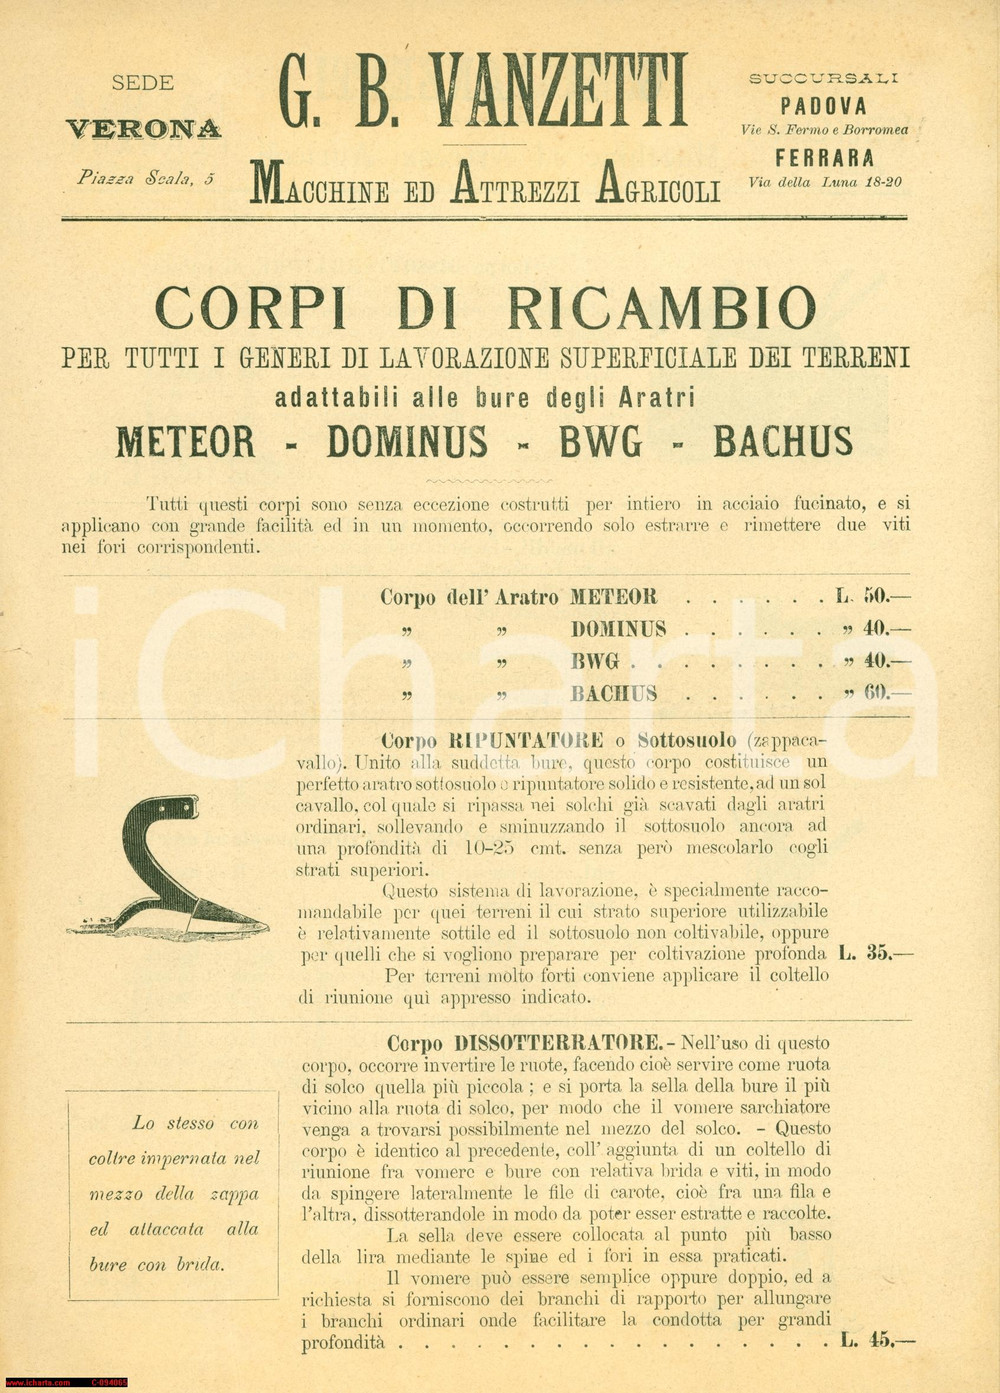 SEDE
VERONA
Piazza Scala, 5
G. B. VANZETTI
MACCHINE ED ATTREZZI AGRICOLI
SUCCURSALI
PADOVA
Vie S. Fermo e Borromea
FERRARA
Via della Luna 18-20
CORPI DI RICAMBIO
PER TUTTI I GENERI DI LAVORAZIONE SUPERFICIALE DEI TERRENI
adattabili alle bure degli Aratri
METEOR - DOMINUS - BWG - BACHUS
Tutti questi corpi sono senza eccezione costrutti per intiero in acciaio fucinato, e si
applicano con grande facilità ed in un momento, occorrendo solo estrarre e rimettere due viti
nei fori corrispondenti.
Corpo dell' Aratro METEOR . . . . . . L. 50.—
„ „ DOMINUS . . . . . . „ 40.—
„ „ BWG . . . . . . . . „ 40.—
„ „ BACHUS . . . . . . „ 60.—
Corpo RIPUNTATORE o Sottosuolo (zappaca-
vallo). Unito alla suddetta bure, questo corpo costituisce un
perfetto aratro sottosuolo o ripuntatore solido e resistente, ad un sol
cavallo, col quale si ripassa nei solchi già scavati dagli aratri
ordinari, sollevando e sminuzzando il sottosuolo ancora ad
una profondità di 10-25 cmt. senza però mescolarlo cogli
strati superiori.
Questo sistema di lavorazione, è specialmente racco-
mandabile per quei terreni il cui strato superiore utilizzabile
è relativamente sottile ed il sottosuolo non coltivabile, oppure
per quelli che si vogliono preparare per coltivazione profonda L. 35.—
Per terreni molto forti conviene applicare il coltello
di riunione quì appresso indicato.
Corpo DISSOTTERRATORE. - Nell'uso di questo
corpo, occorre invertire le ruote, facendo cioè servire come ruota
di solco quella più piccola ; e si porta la sella della bure il più
vicino alla ruota di solco, per modo che il vomere sarchiatore
venga a trovarsi possibilmente nel mezzo del solco. - Questo
corpo è identico al precedente, coll' aggiunta di un coltello di
riunione fra vomere e bure con relativa brida e viti, in modo
da spingere lateralmente le file di carote, cioè fra una fila e
l'altra, dissotterandole in modo da poter esser estratte e raccolte.
La sella deve essere collocata al punto più basso
della lira mediante le spine ed i fori in essa praticati.
Il vomere può essere semplice oppure doppio, ed a
richiesta si forniscono dei branchi di rapporto per allungare
i branchi ordinari onde facilitare la condotta per grandi
profondità . . . . . . . . . . . . . . . . . L. 45.—
Lo stesso con
coltre impernata nel
mezzo della zappa
ed attaccata alla
bure con brida.
iCharta
www.icharta.com C-094065